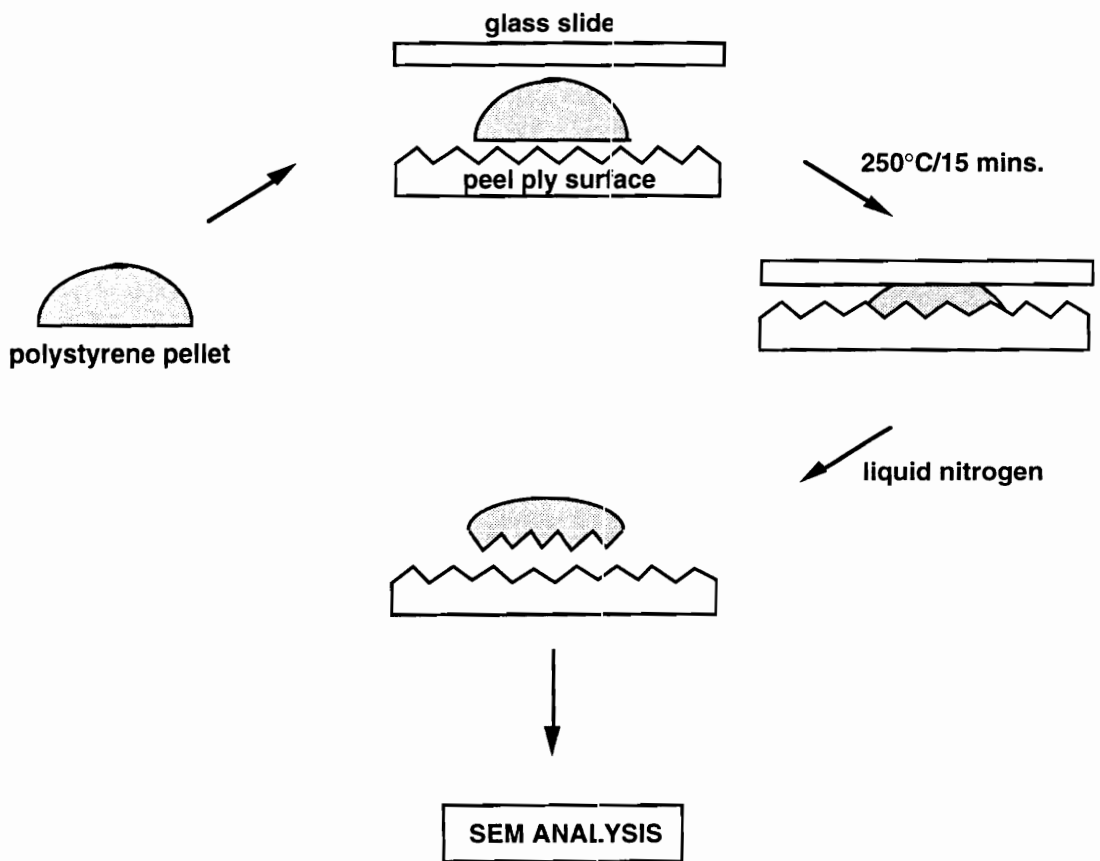 glass slide
peel ply surface
250°C/15 mins.
polystyrene pellet
liquid nitrogen
SEM ANALYSIS